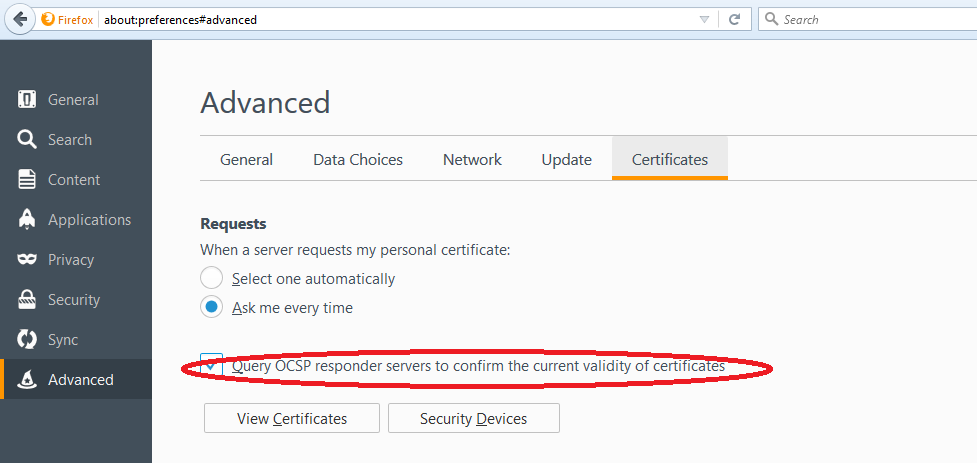 Firefox about:preferences#advanced Search
General
Search
Content
Applications
Privacy
Security
Sync
Advanced
Advanced
General Data Choices Network Update Certificates
Requests
When a server requests my personal certificate:
Select one automatically
Ask me every time
Query OCSP responder servers to confirm the current validity of certificates
View Certificates Security Devices